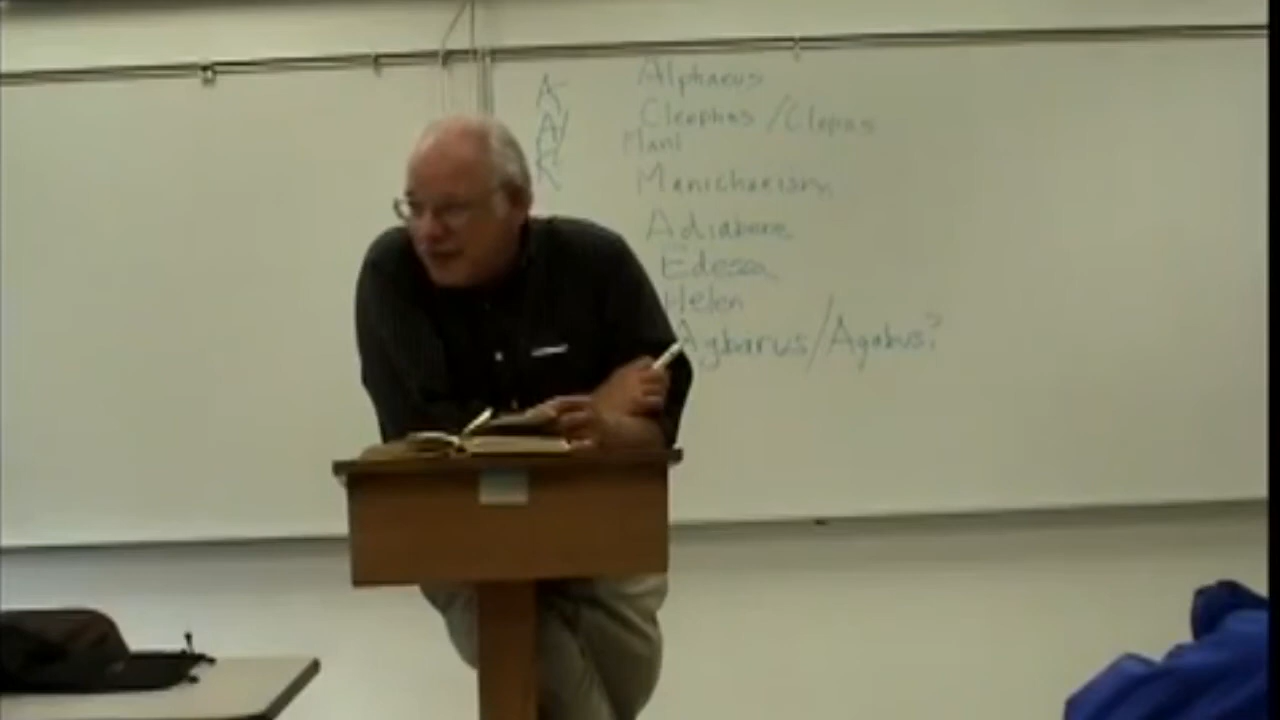 A
Alphaeus
A/
Cleophas / Clopas
Mani
K
Manichaeism
Adiabene
Edessa
Helen
Agbarus/Agabus?